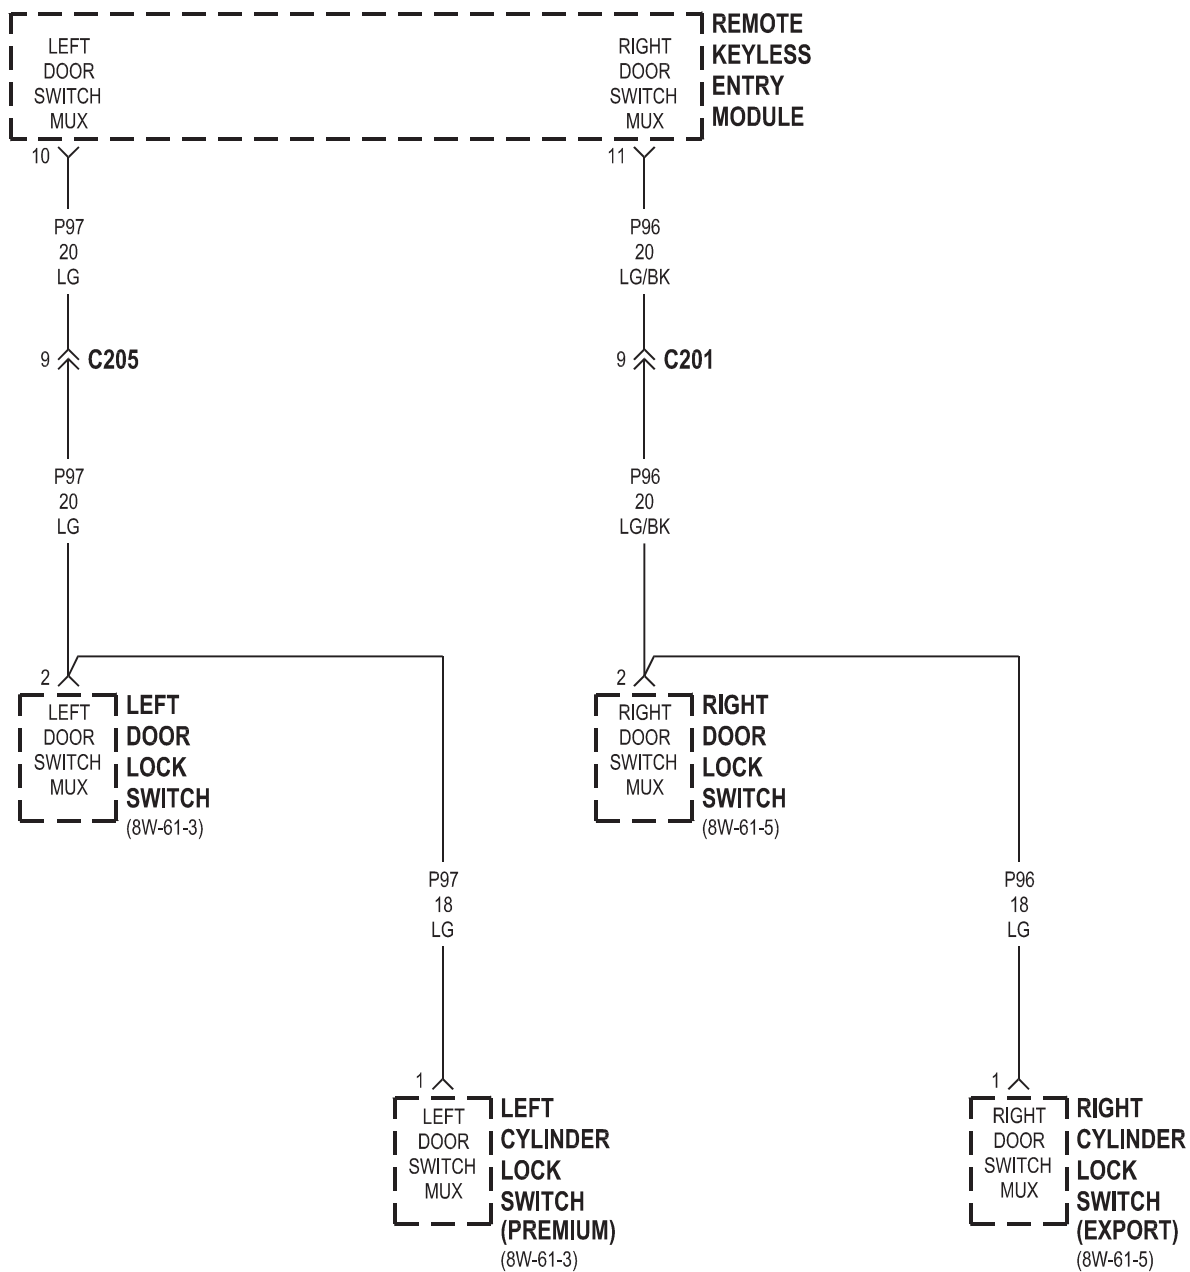 REMOTE
KEYLESS
ENTRY
MODULE
LEFT
DOOR
SWITCH
MUX
RIGHT
DOOR
SWITCH
MUX
10
11
P97
20
LG
P96
20
LG/BK
9
C205
9
C201
P97
20
LG
P96
20
LG/BK
2
LEFT
DOOR
SWITCH
MUX
LEFT
DOOR
LOCK
SWITCH
(8W-61-3)
2
RIGHT
DOOR
SWITCH
MUX
RIGHT
DOOR
LOCK
SWITCH
(8W-61-5)
P97
18
LG
P96
18
LG
1
LEFT
DOOR
SWITCH
MUX
LEFT
CYLINDER
LOCK
SWITCH
(PREMIUM)
(8W-61-3)
1
RIGHT
DOOR
SWITCH
MUX
RIGHT
CYLINDER
LOCK
SWITCH
(EXPORT)
(8W-61-5)